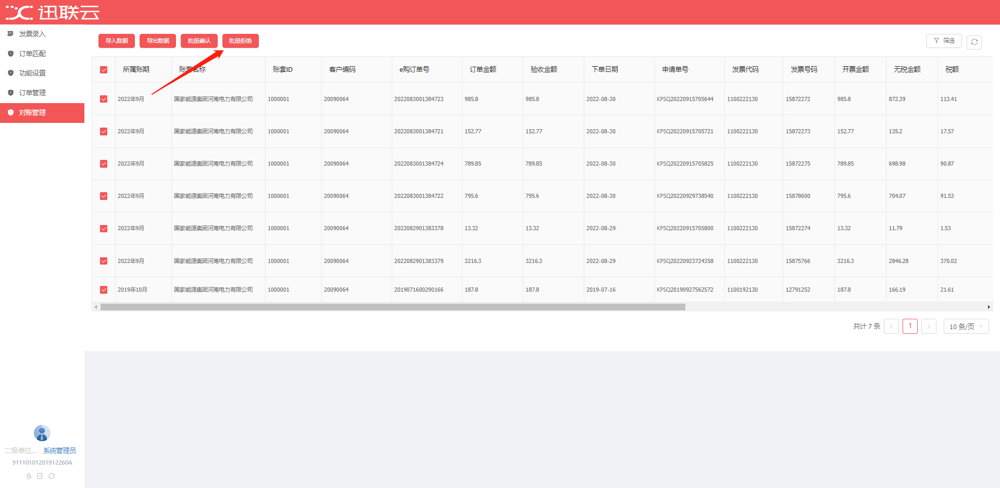 迅联云
发票录入
订单匹配
功能设置
订单管理
对账管理
导入数据 导出数据 批量确认 批量拒绝 筛选
所属账期 账套名称 账套ID 客户编码 e购订单号 订单金额 验收金额 下单日期 申请单号 发票代码 发票号码 开票金额 无税金额 税额
2022年9月 国家能源集团河南电力有限公司 1000001 20090064 2022083001384723 985.8 985.8 2022-08-30 KPSQ20220915705644 1100222130 15872272 985.8 872.39 113.41
2022年9月 国家能源集团河南电力有限公司 1000001 20090064 2022083001384721 152.77 152.77 2022-08-30 KPSQ20220915705721 1100222130 15872273 152.77 135.2 17.57
2022年9月 国家能源集团河南电力有限公司 1000001 20090064 2022083001384724 789.85 789.85 2022-08-30 KPSQ20220915705825 1100222130 15872275 789.85 698.98 90.87
2022年9月 国家能源集团河南电力有限公司 1000001 20090064 2022083001384722 795.6 795.6 2022-08-30 KPSQ20220929738540 1100222130 15878600 795.6 704.07 91.53
2022年9月 国家能源集团河南电力有限公司 1000001 20090064 2022082901383378 13.32 13.32 2022-08-29 KPSQ20220915705800 1100222130 15872274 13.32 11.79 1.53
2022年9月 国家能源集团河南电力有限公司 1000001 20090064 2022082901383379 3216.3 3216.3 2022-08-29 KPSQ20220923724358 1100222130 15875766 3216.3 2846.28 370.02
2019年10月 国家能源集团河南电力有限公司 1000001 20090064 2019071600290166 187.8 187.8 2019-07-16 KPSQ20190927562572 1100192130 12791252 187.8 166.19 21.61
共计 7 条 < 1 > 10 条/页
二级单位... 系统管理员
91110101201912260A